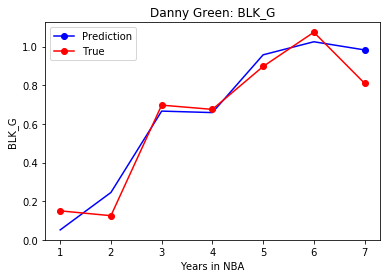 Danny Green: BLK_G
Prediction
True
BLK_G
1.0
0.8
0.6
0.4
0.2
0.0
1 2 3 4 5 6 7
Years in NBA